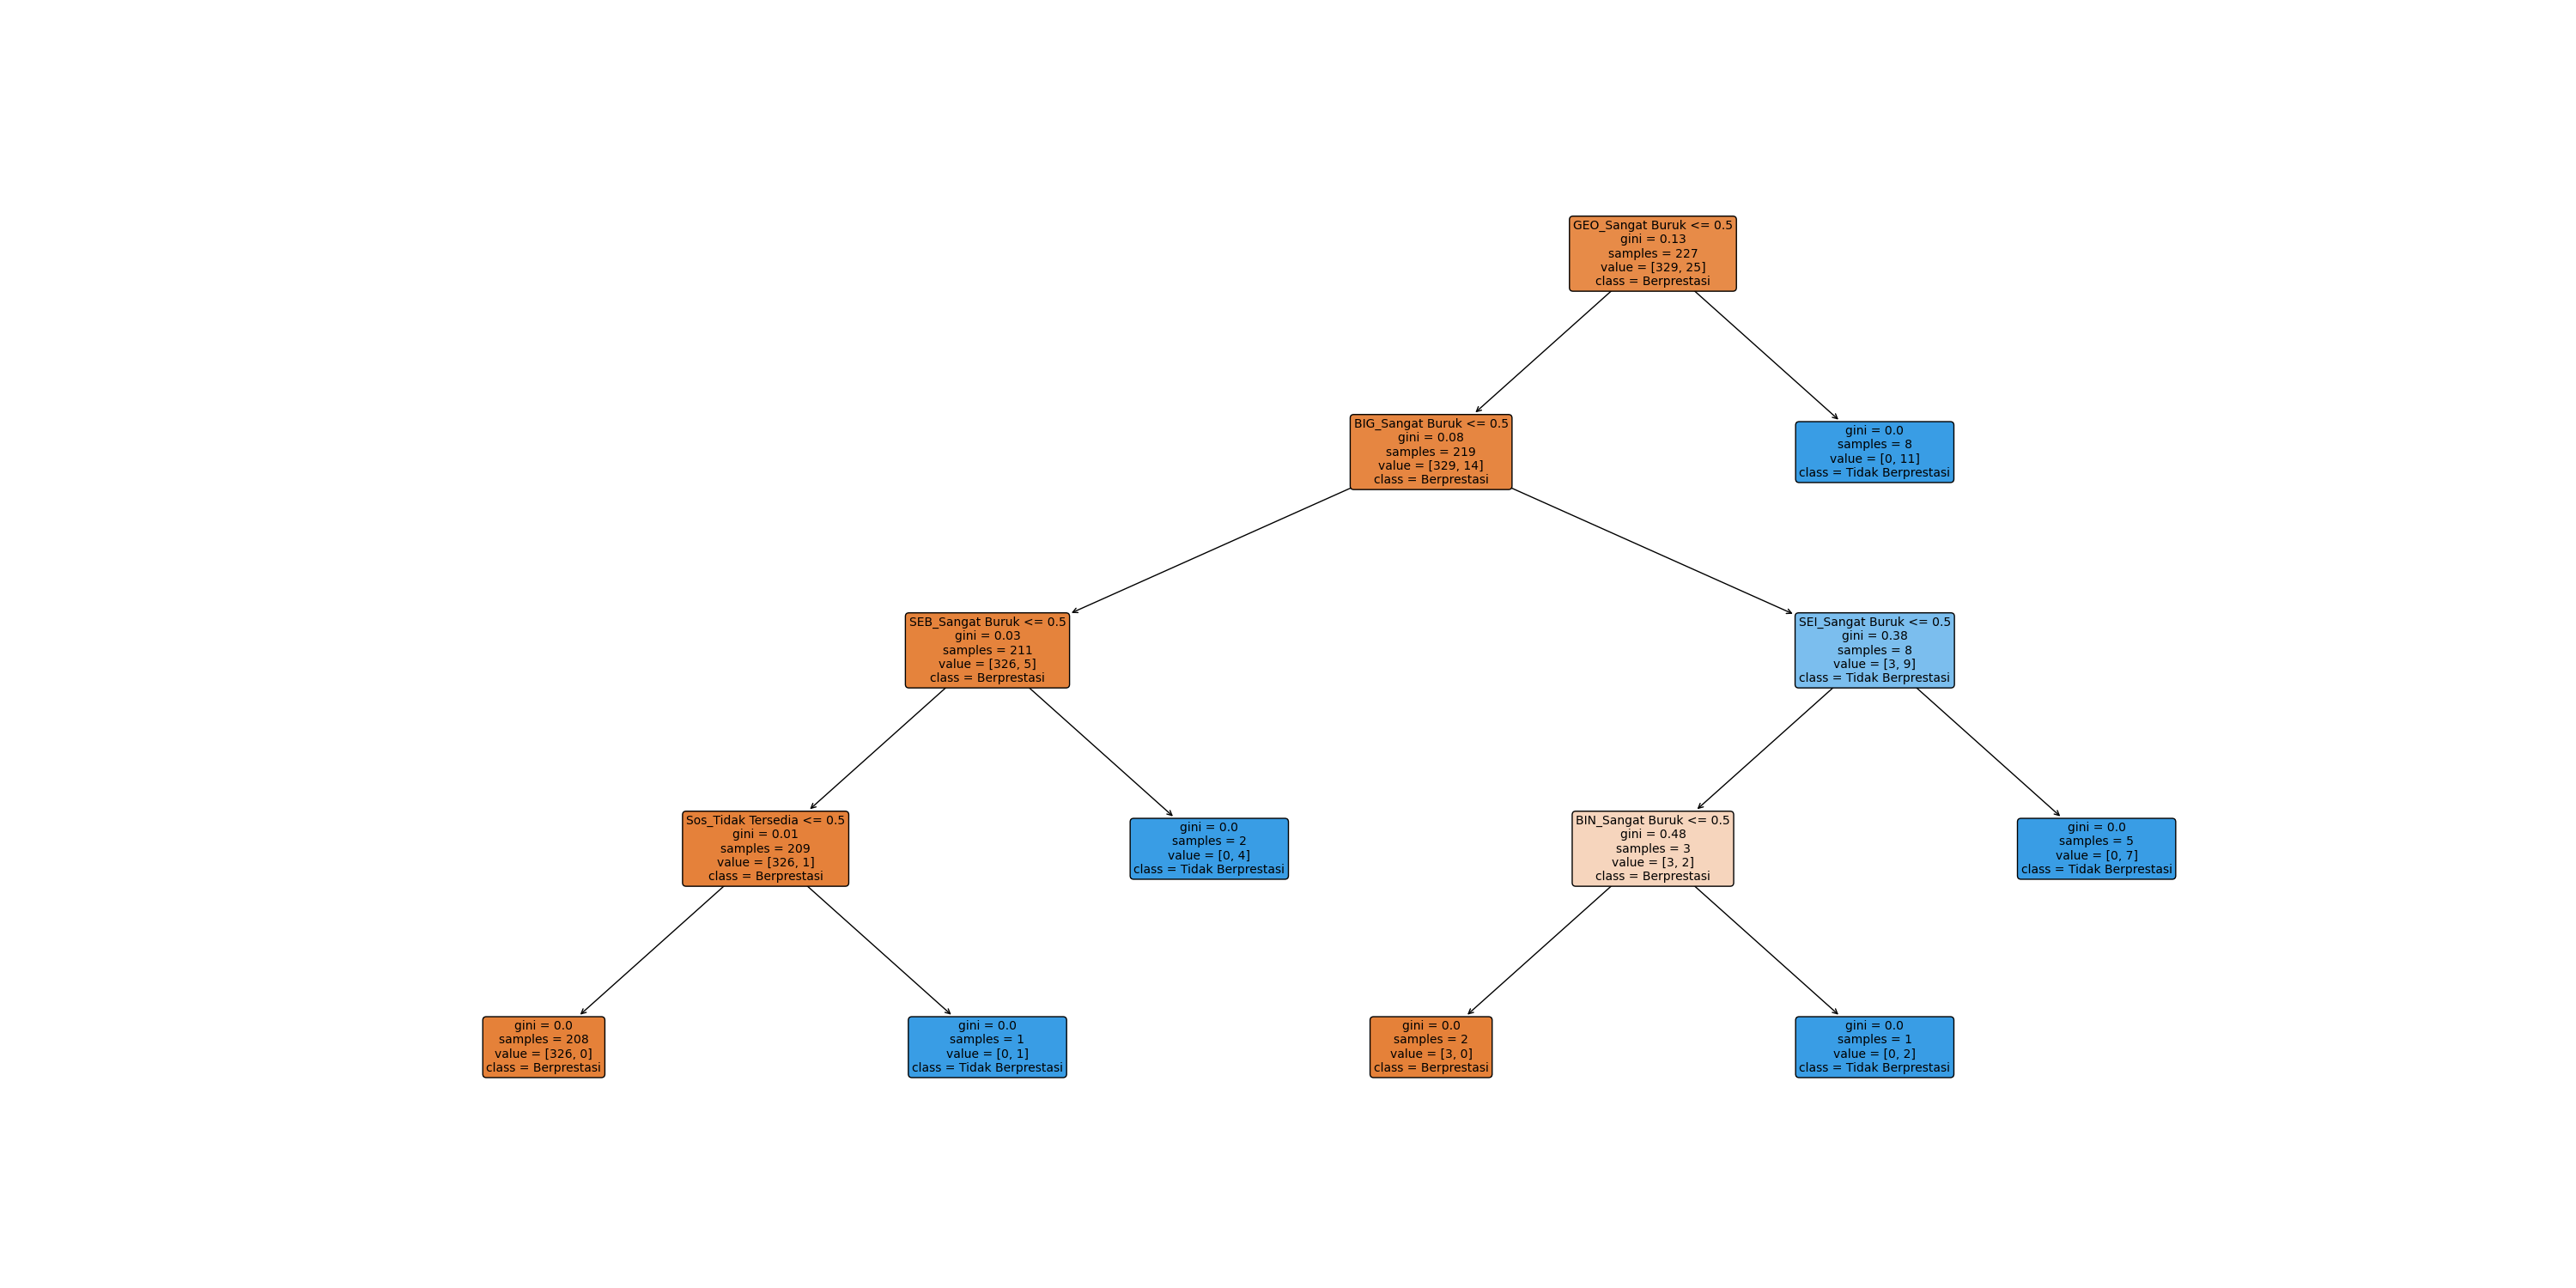 GEO_Sangat Buruk <= 0.5
gini = 0.13
samples = 227
value = [329, 25]
class = Berprestasi
BIG_Sangat Buruk <= 0.5
gini = 0.08
samples = 219
value = [329, 14]
class = Berprestasi
gini = 0.0
samples = 8
value = [0, 11]
class = Tidak Berprestasi
SEB_Sangat Buruk <= 0.5
gini = 0.03
samples = 211
value = [326, 5]
class = Berprestasi
SEI_Sangat Buruk <= 0.5
gini = 0.38
samples = 8
value = [3, 9]
class = Tidak Berprestasi
Sos_Tidak Tersedia <= 0.5
gini = 0.01
samples = 209
value = [326, 1]
class = Berprestasi
gini = 0.0
samples = 2
value = [0, 4]
class = Tidak Berprestasi
BIN_Sangat Buruk <= 0.5
gini = 0.48
samples = 3
value = [3, 2]
class = Berprestasi
gini = 0.0
samples = 5
value = [0, 7]
class = Tidak Berprestasi
gini = 0.0
samples = 208
value = [326, 0]
class = Berprestasi
gini = 0.0
samples = 1
value = [0, 1]
class = Tidak Berprestasi
gini = 0.0
samples = 2
value = [3, 0]
class = Berprestasi
gini = 0.0
samples = 1
value = [0, 2]
class = Tidak Berprestasi